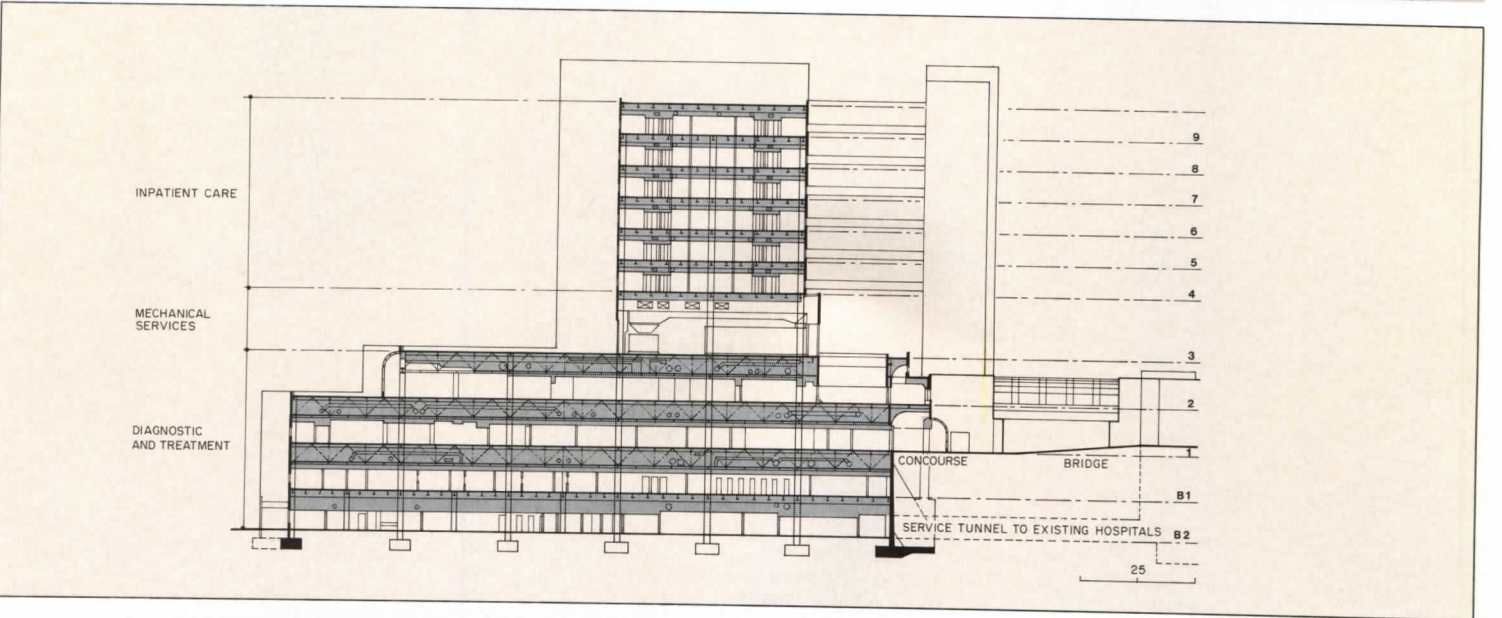 INPATIENT CARE
MECHANICAL
SERVICES
DIAGNOSTIC
AND TREATMENT
9
8
7
6
5
4
3
2
1
CONCOURSE
BRIDGE
B1
SERVICE TUNNEL TO EXISTING HOSPITALS B2
25